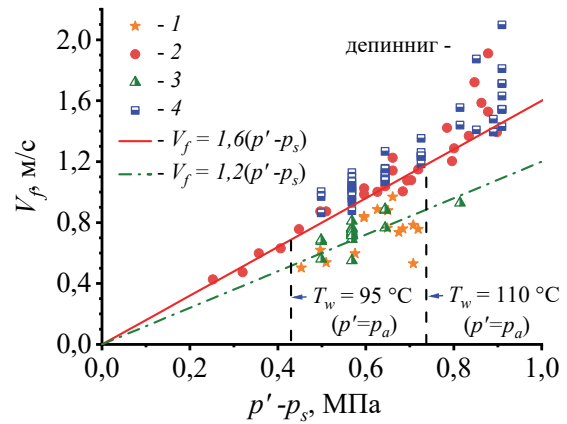 2,0
1,6
1,2
0,8
0,4
0,0
V_f, м/с
- 1
- 2
- 3
- 4
- V_f = 1,6(p' -p_s)
- V_f = 1,2(p' -p_s)
депинниг -
T_w = 95 °C
(p'=p_a)
T_w = 110 °C
(p'=p_a)
0,0 0,2 0,4 0,6 0,8 1,0
p' -p_s, МПа